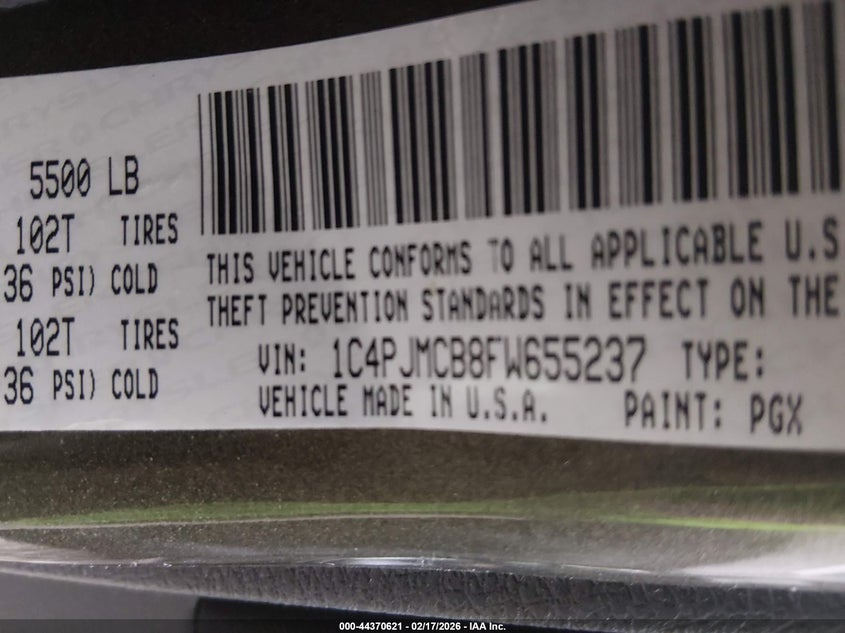 5500 LB
102T TIRES
36 PSI) COLD
102T TIRES
36 PSI) COLD
THIS VEHICLE CONFORMS TO ALL APPLICABLE U.S
THEFT PREVENTION STANDARDS IN EFFECT ON THE
VIN: 1C4PJMCB8FW655237 TYPE:
VEHICLE MADE IN U.S.A. PAINT: PGX
000-44370621 - 02/17/2026 - IAA Inc.